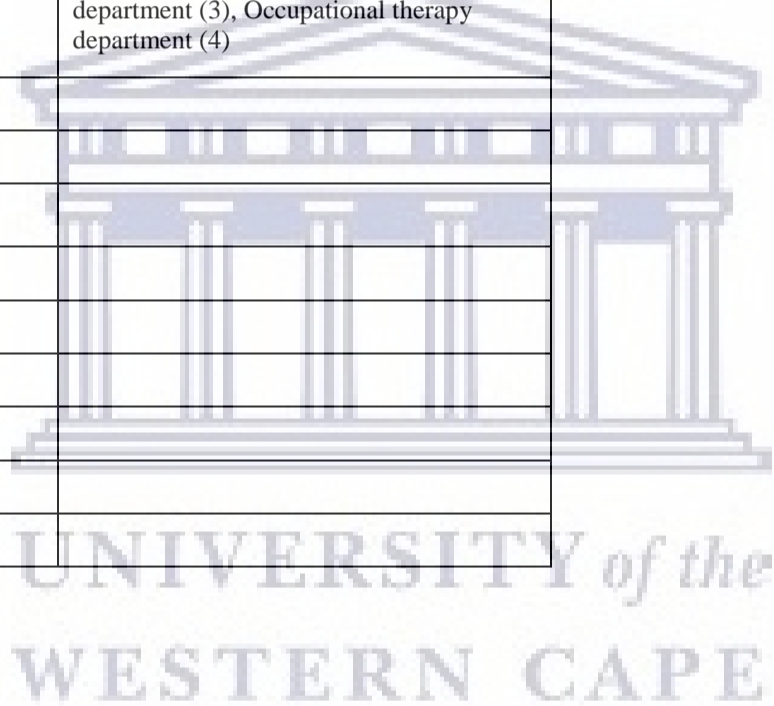 department (3), Occupational therapy
department (4)
UNIVERSITY of the
WESTERN CAPE